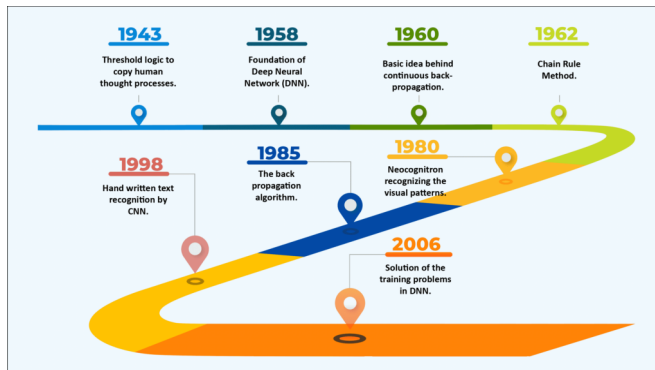 1943
Threshold logic to
copy human
thought processes.
1958
Foundation of
Deep Neural
Network (DNN).
1960
Basic idea behind
continuous back-
propagation.
1962
Chain Rule
Method.
1980
Neocognitron
recognizing the
visual patterns.
1985
The back
propagation
algorithm.
1998
Hand written text
recognition by
CNN.
2006
Solution of the
training problems
in DNN.